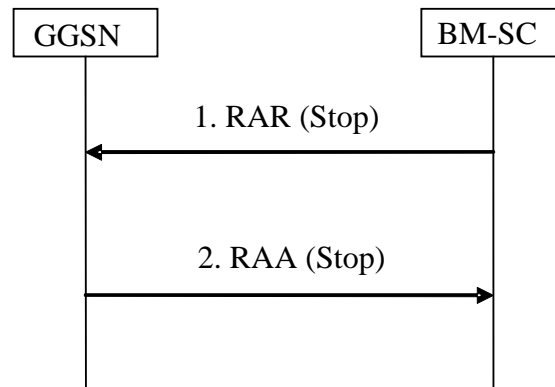 GGSN
BM-SC
1. RAR (Stop)
2. RAA (Stop)